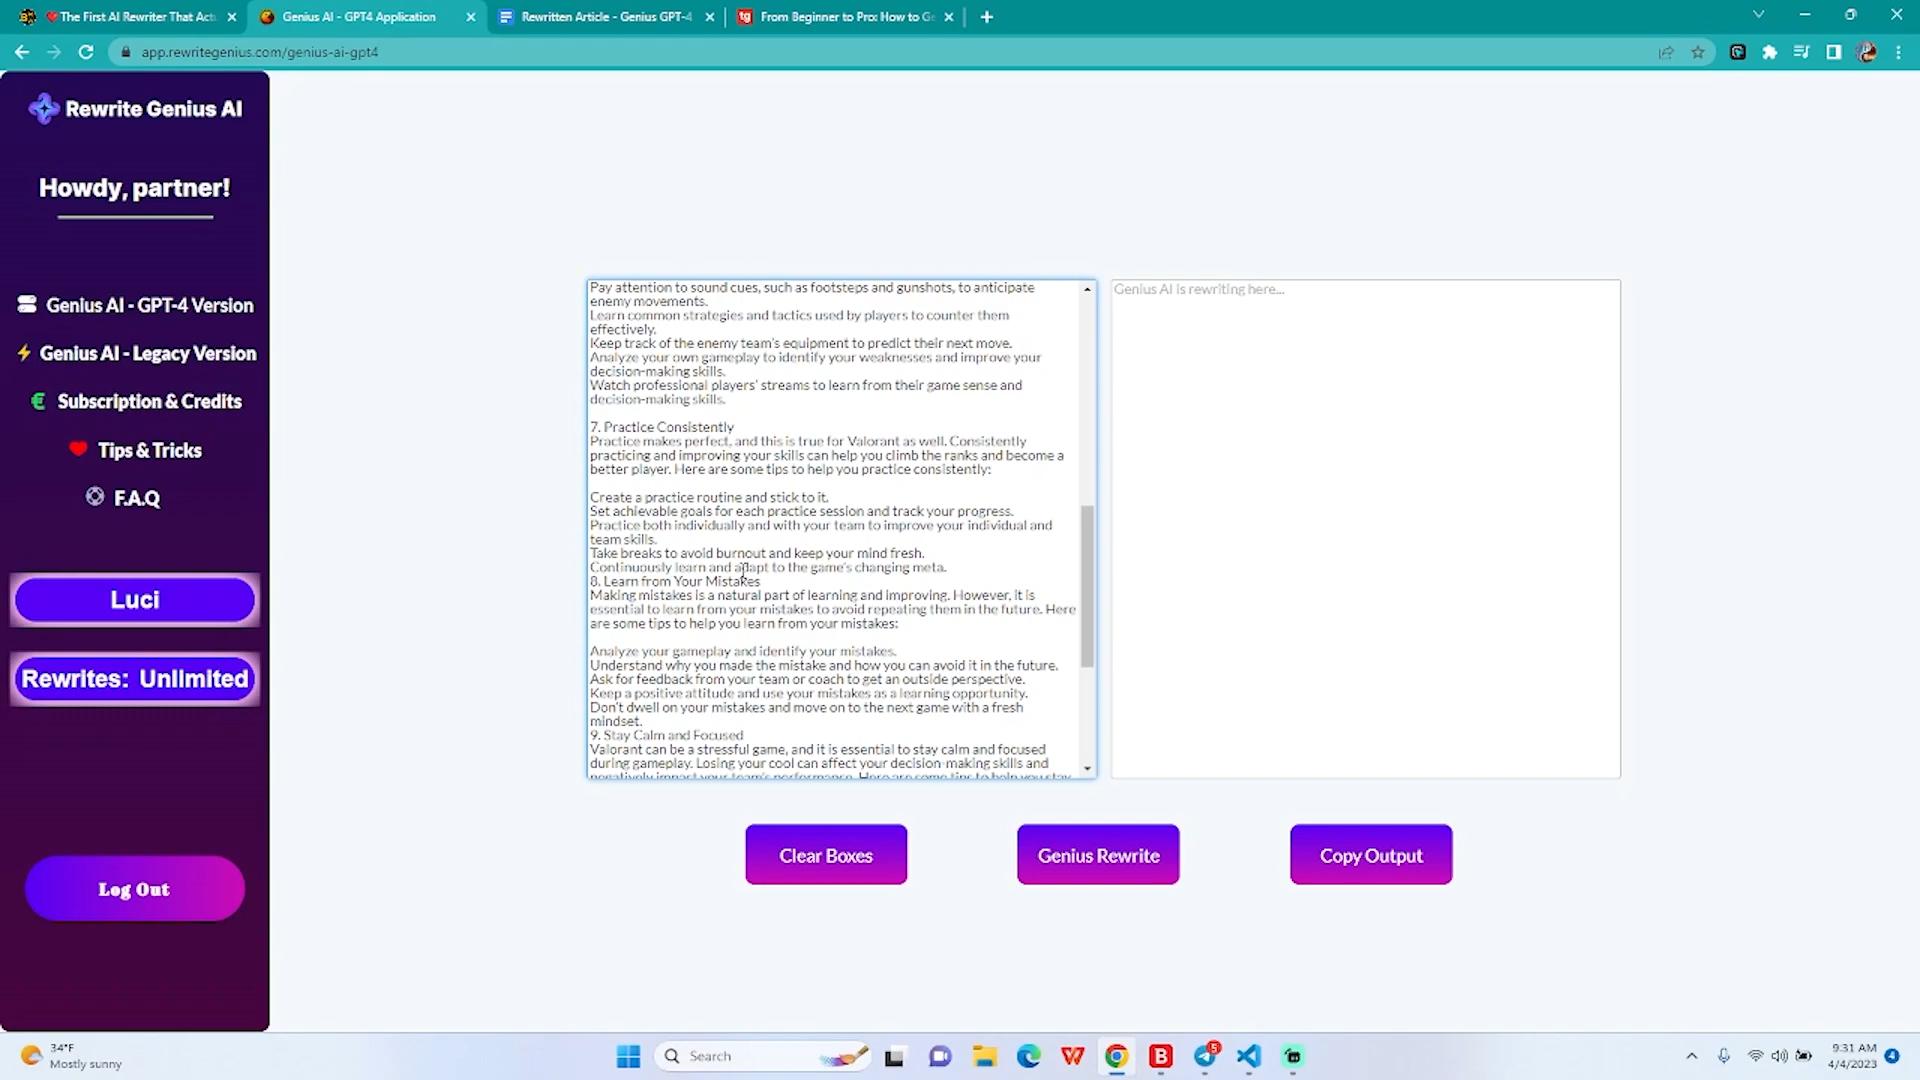 The First AI Rewriter That Actu
Genius AI - GPT4 Application
Rewritten Article - Genius GPT-4
tg
From Beginner to Pro: How to Ge
app.rewritegenius.com/genius-ai-gpt4
Rewrite Genius AI
Howdy, partner!
Genius AI - GPT-4 Version
Genius AI - Legacy Version
Subscription & Credits
Tips & Tricks
F.A.Q
Luci
Rewrites: Unlimited
Log Out
Pay attention to sound cues, such as footsteps and gunshots, to anticipate
enemy movements.
Learn common strategies and tactics used by players to counter them
effectively.
Keep track of the enemy team's equipment to predict their next move.
Analyze your own gameplay to identify your weaknesses and improve your
decision-making skills.
Watch professional players' streams to learn from their game sense and
decision-making skills.
7. Practice Consistently
Practice makes perfect, and this is true for Valorant as well. Consistently
practicing and improving your skills can help you climb the ranks and become a
better player. Here are some tips to help you practice consistently:
Create a practice routine and stick to it.
Set achievable goals for each practice session and track your progress.
Practice both individually and with your team to improve your individual and
team skills.
Take breaks to avoid burnout and keep your mind fresh.
Continuously learn and adapt to the game's changing meta.
8. Learn from Your Mistakes
Making mistakes is a natural part of learning and improving. However, it is
essential to learn from your mistakes to avoid repeating them in the future. Here
are some tips to help you learn from your mistakes:
Analyze your gameplay and identify your mistakes.
Understand why you made the mistake and how you can avoid it in the future.
Ask for feedback from your team or coach to get an outside perspective.
Keep a positive attitude and use your mistakes as a learning opportunity.
Don't dwell on your mistakes and move on to the next game with a fresh
mindset.
9. Stay Calm and Focused
Valorant can be a stressful game, and it is essential to stay calm and focused
during gameplay. Losing your cool can affect your decision-making skills and
negatively impact your team's performance. Here are some tips to help you stay
Genius AI is rewriting here...
Clear Boxes
Genius Rewrite
Copy Output
34°F
Mostly sunny
Search
5
9:31 AM
4/4/2023
4